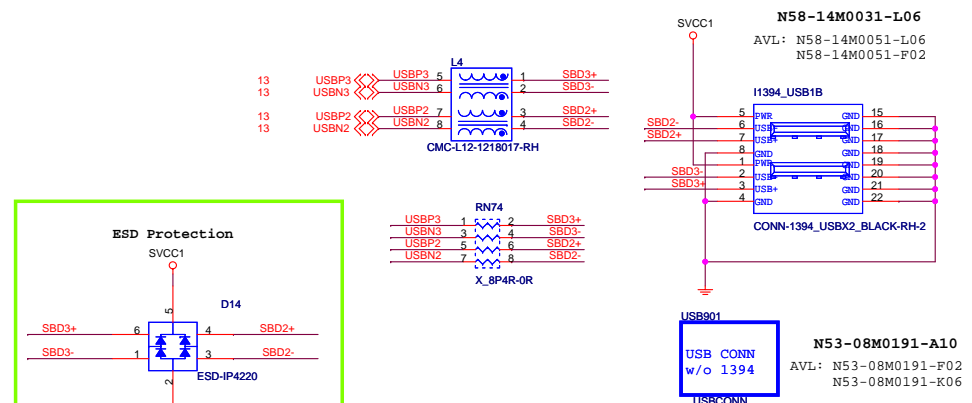 SVCC1
N58-14M0031-L06
AVL: N58-14M0051-L06
N58-14M0051-F02
L4
13 USBP3 USBP3 5 1 SBD3+
13 USBN3 USBN3 6 2 SBD3-
13 USBP2 USBP2 7 3 SBD2+
13 USBN2 USBN2 8 4 SBD2-
CMC-L12-1218017-RH
I1394_USB1B
5 PWR GND 15
SBD2- 6 USB- GND 16
SBD2+ 7 USB+ GND 17
8 GND GND 18
1 PWR GND 19
SBD3- 2 USB- GND 20
SBD3+ 3 USB+ GND 21
4 GND GND 22
CONN-1394_USBX2_BLACK-RH-2
RN74
USBP3 1 2 SBD3+
USBN3 3 4 SBD3-
USBP2 5 6 SBD2+
USBN2 7 8 SBD2-
X_8P4R-0R
ESD Protection
SVCC1
5
D14
SBD3+ 6 4 SBD2+
SBD3- 1 3 SBD2-
ESD-IP4220
2
USB901
USB CONN
w/o 1394
USBCONN
N53-08M0191-A10
AVL: N53-08M0191-F02
N53-08M0191-K06